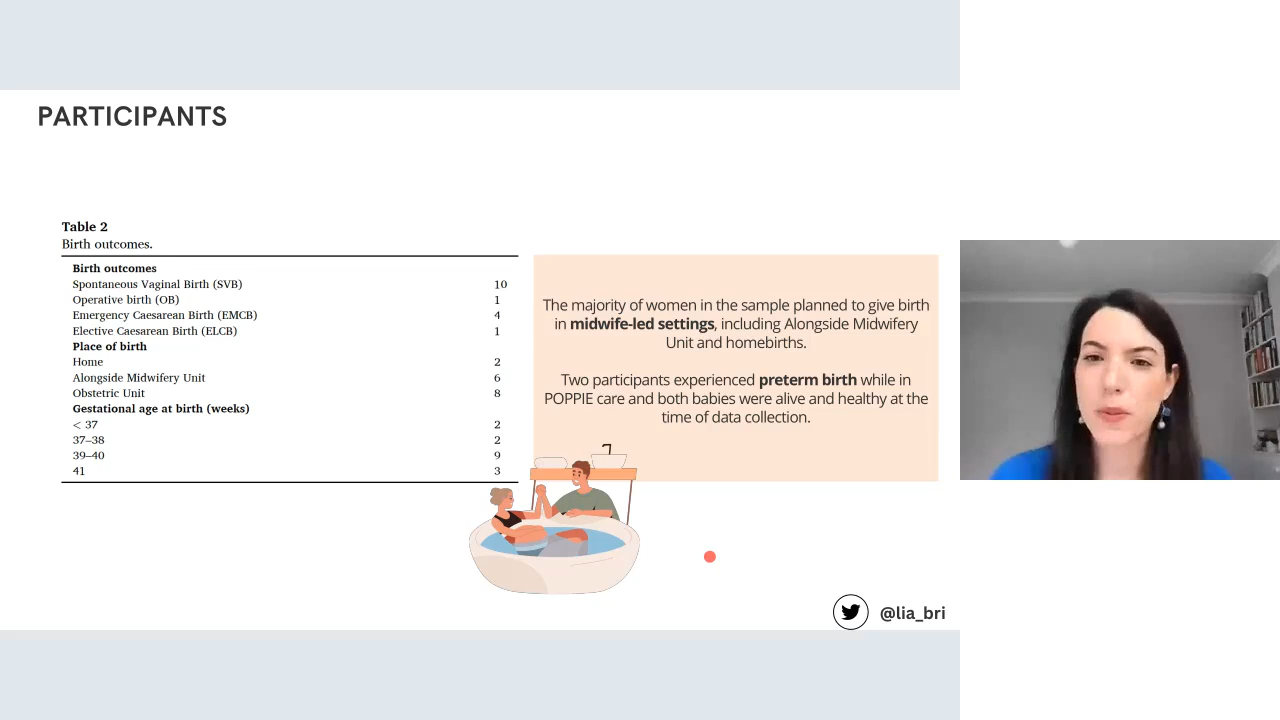 PARTICIPANTS
Table 2
Birth outcomes.
Birth outcomes
Spontaneous Vaginal Birth (SVB) 10
Operative birth (OB) 1
Emergency Caesarean Birth (EMCB) 4
Elective Caesarean Birth (ELCB) 1
Place of birth
Home 2
Alongside Midwifery Unit 6
Obstetric Unit 8
Gestational age at birth (weeks)
< 37 2
37–38 2
39–40 9
41 3
The majority of women in the sample planned to give birth
in midwife-led settings, including Alongside Midwifery
Unit and homebirths.
Two participants experienced preterm birth while in
POPPIE care and both babies were alive and healthy at the
time of data collection.
@lia_bri